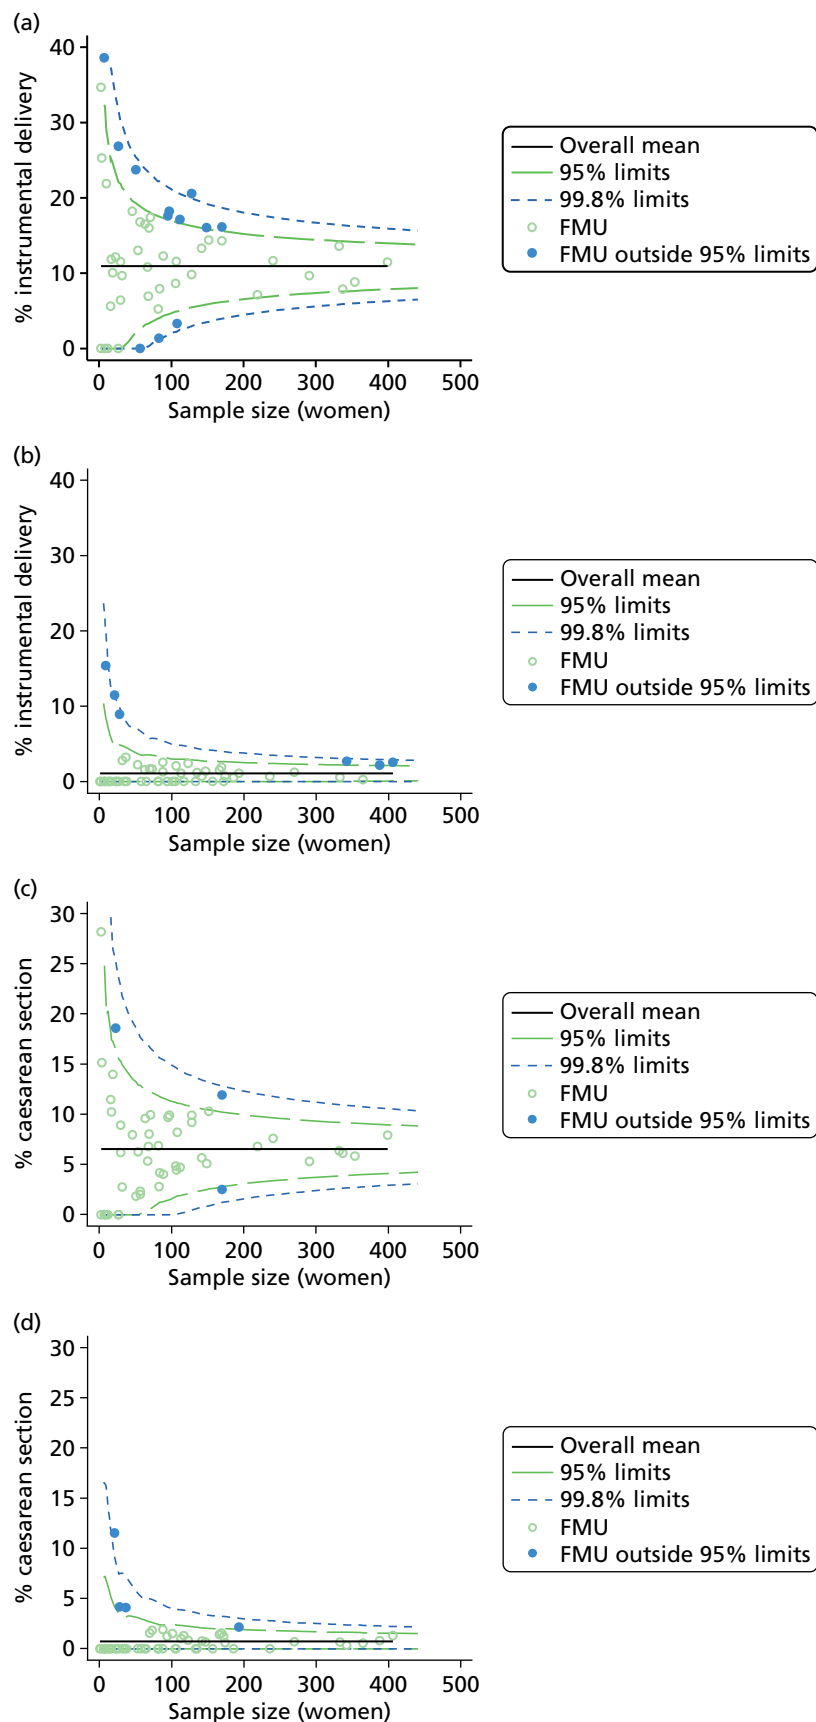 (a)
% instrumental delivery
40
30
20
10
0
0 100 200 300 400 500
Sample size (women)
Overall mean
95% limits
99.8% limits
FMU
FMU outside 95% limits
(b)
% instrumental delivery
40
30
20
10
0
0 100 200 300 400 500
Sample size (women)
Overall mean
95% limits
99.8% limits
FMU
FMU outside 95% limits
(c)
% caesarean section
30
25
20
15
10
5
0
0 100 200 300 400 500
Sample size (women)
Overall mean
95% limits
99.8% limits
FMU
FMU outside 95% limits
(d)
% caesarean section
30
25
20
15
10
5
0
0 100 200 300 400 500
Sample size (women)
Overall mean
95% limits
99.8% limits
FMU
FMU outside 95% limits